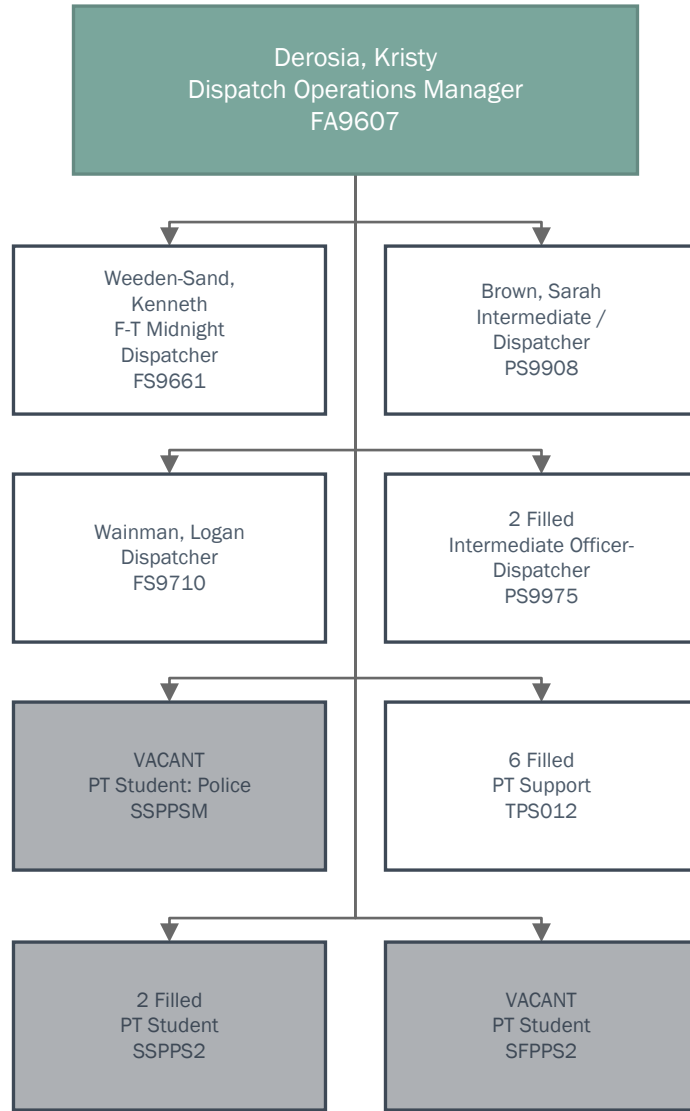 Derosia, Kristy
Dispatch Operations Manager
FA9607
Weeden-Sand,
Kenneth
F-T Midnight
Dispatcher
FS9661
Brown, Sarah
Intermediate /
Dispatcher
PS9908
Wainman, Logan
Dispatcher
FS9710
2 Filled
Intermediate Officer-
Dispatcher
PS9975
VACANT
PT Student: Police
SSPPSM
6 Filled
PT Support
TPS012
2 Filled
PT Student
SSPPS2
VACANT
PT Student
SFPPS2